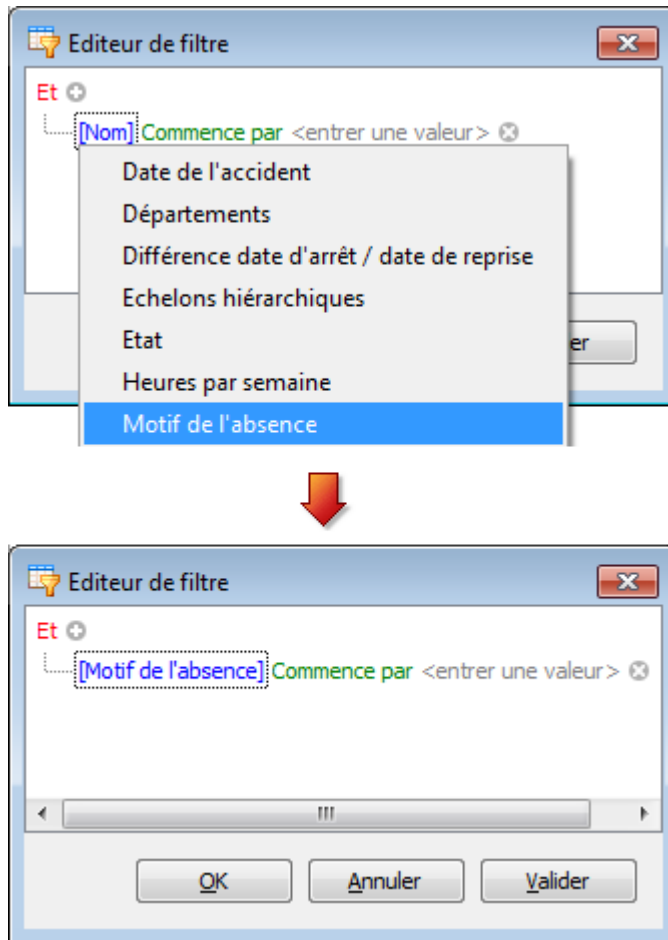 Editeur de filtre
Et
[Nom] Commence par <entrer une valeur>
Date de l'accident
Départements
Différence date d'arrêt / date de reprise
Echelons hiérarchiques
Etat
er
Heures par semaine
Motif de l'absence
Editeur de filtre
Et
[Motif de l'absence] Commence par <entrer une valeur>
OK Annuler Valider